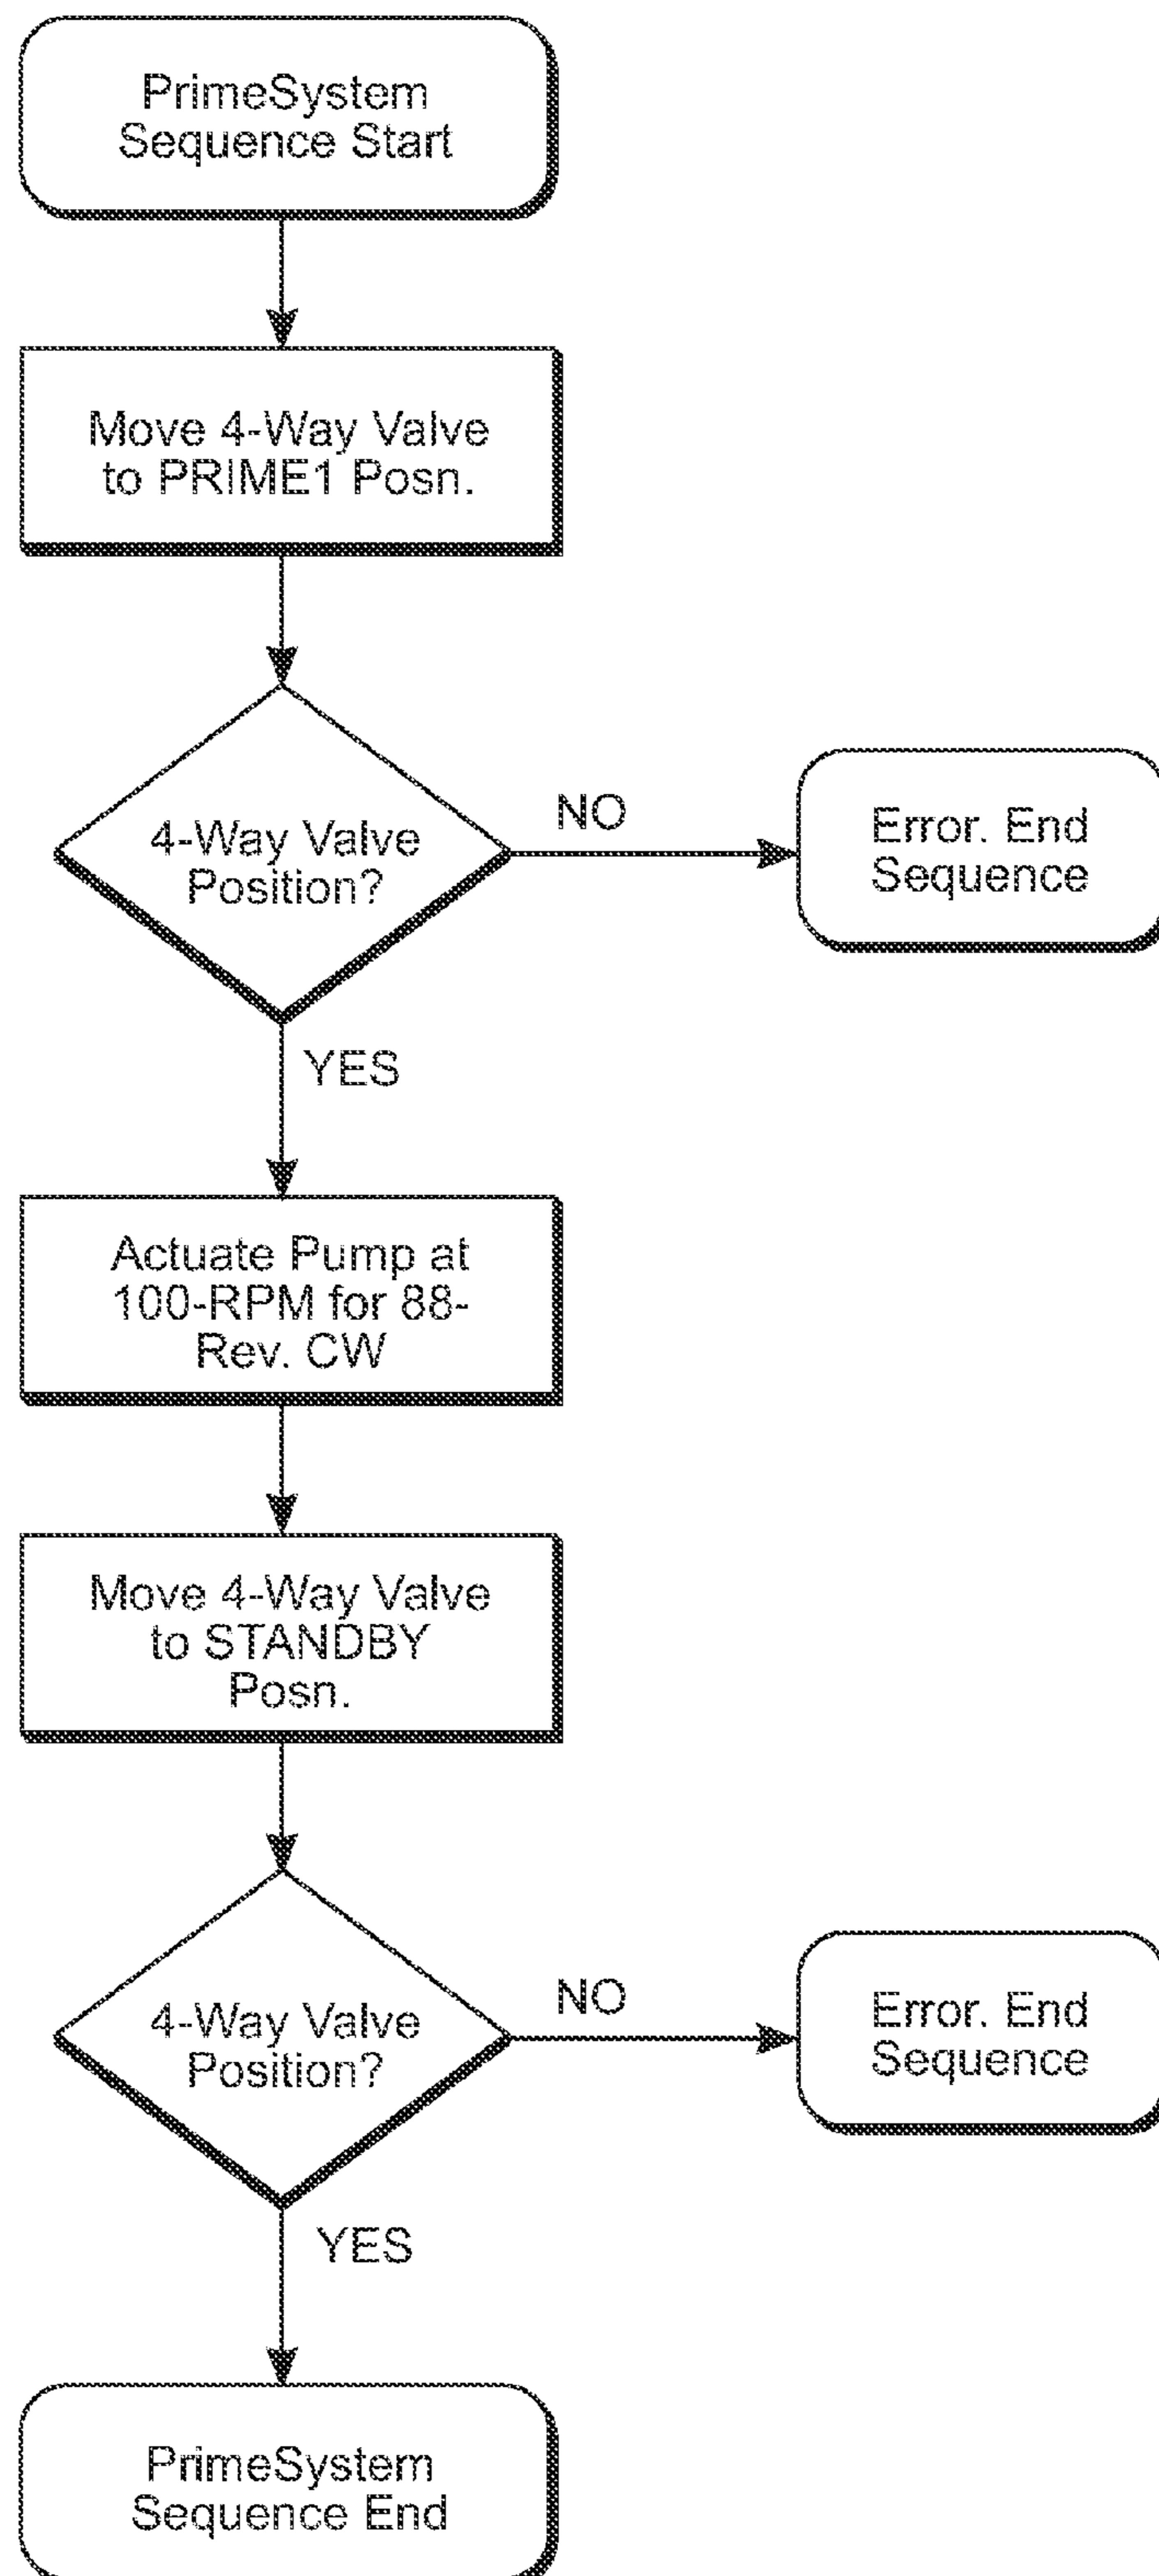 PrimeSystem
Sequence Start
Move 4-Way Valve
to PRIME1 Posn.
4-Way Valve
Position?
NO
Error. End
Sequence
YES
Actuate Pump at
100-RPM for 88-
Rev. CW
Move 4-Way Valve
to STANDBY
Posn.
4-Way Valve
Position?
NO
Error. End
Sequence
YES
PrimeSystem
Sequence End